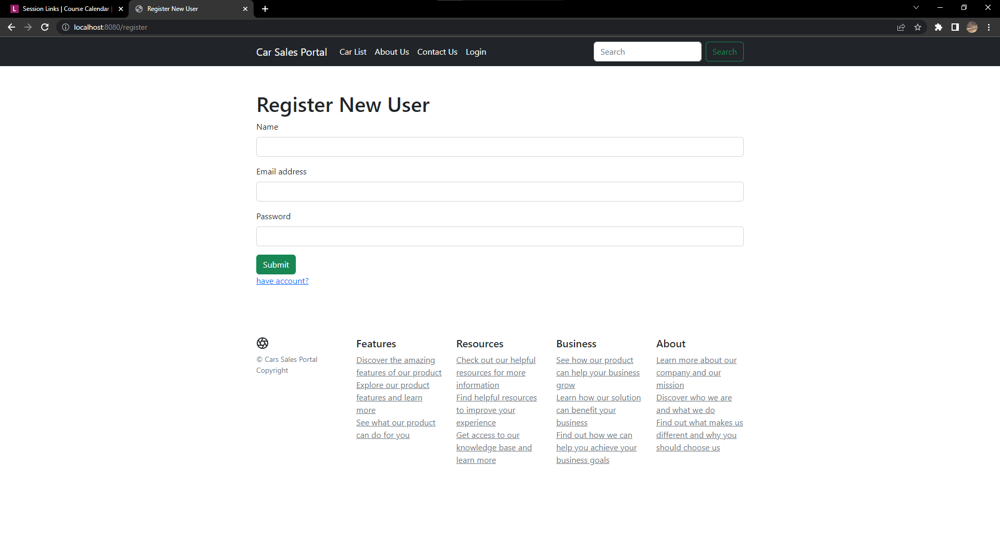 L Session Links | Course Calendar |
Register New User
localhost:8080/register
Car Sales Portal Car List About Us Contact Us Login Search Search
Register New User
Name
Email address
Password
Submit
have account?
© Cars Sales Portal
Copyright
Features
Discover the amazing
features of our product
Explore our product
features and learn
more
See what our product
can do for you
Resources
Check out our helpful
resources for more
information
Find helpful resources
to improve your
experience
Get access to our
knowledge base and
learn more
Business
See how our product
can help your business
grow
Learn how our solution
can benefit your
business
Find out how we can
help you achieve your
business goals
About
Learn more about our
company and our
mission
Discover who we are
and what we do
Find out what makes us
different and why you
should choose us